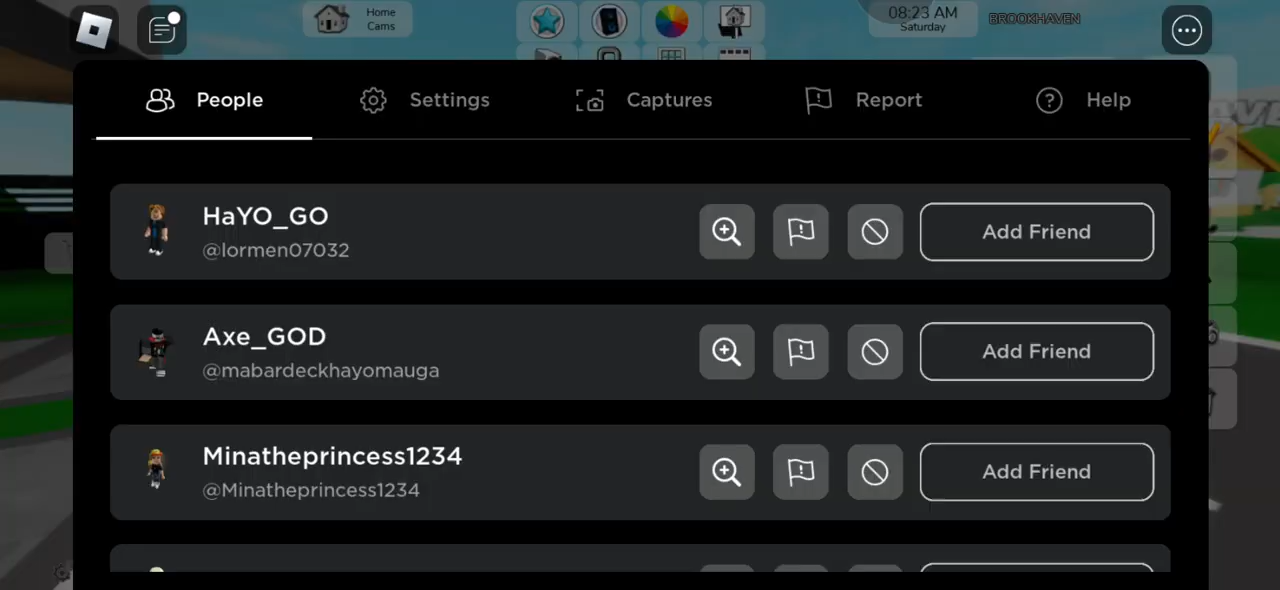 Home
Cams
08:23 AM
Saturday
BROOKHAVEN
People
Settings
Captures
Report
Help
HaYO_GO
@lormen07032
Add Friend
Axe_GOD
@mabardeckhayomauga
Add Friend
Minatheprincess1234
@Minatheprincess1234
Add Friend